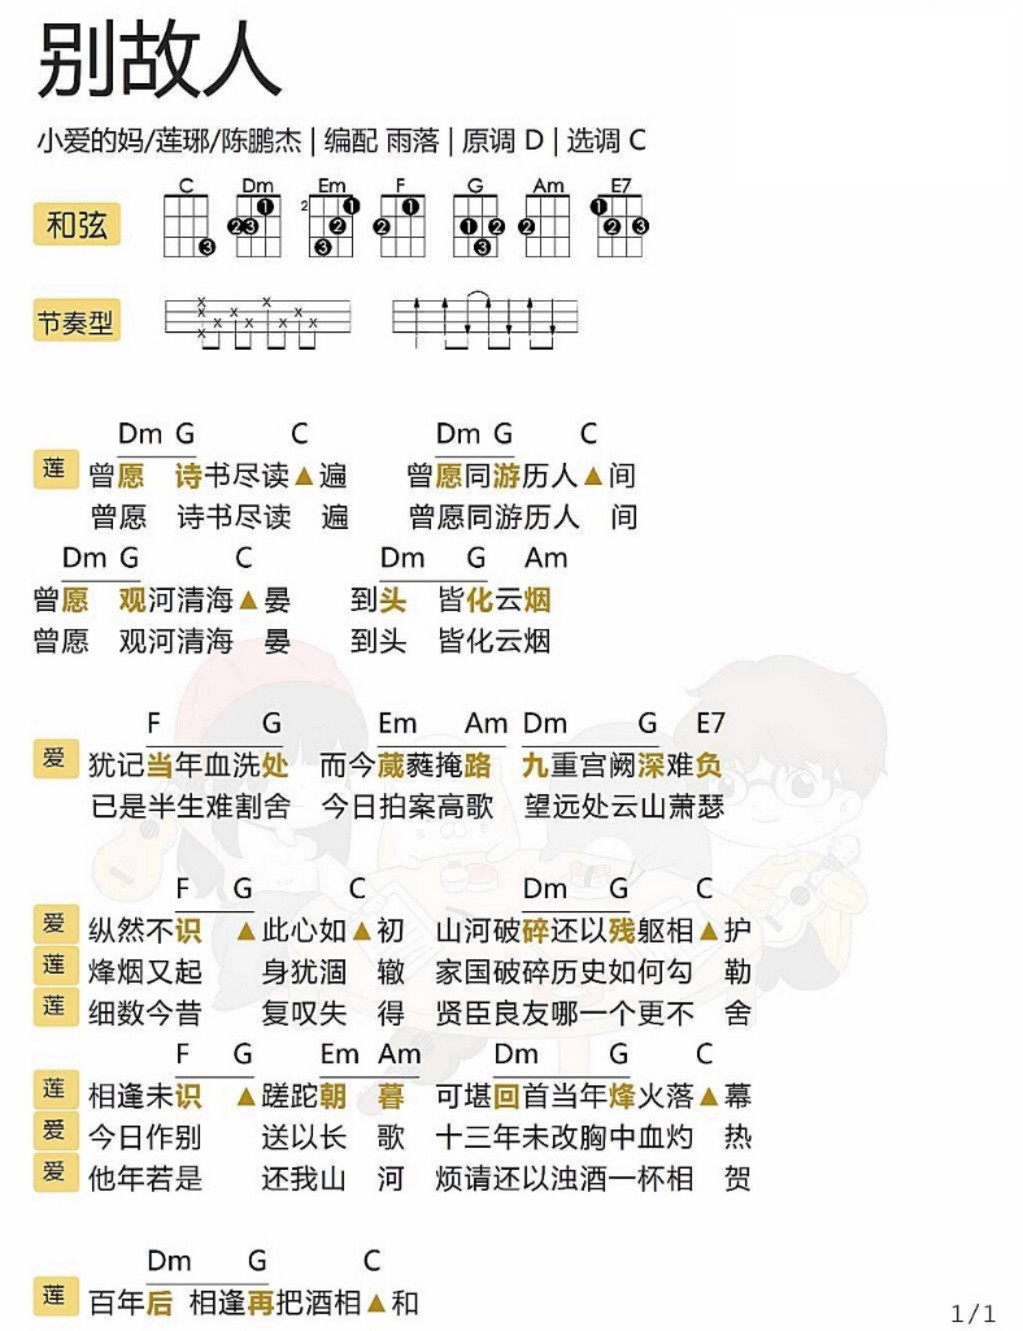 别故人
小爱的妈/莲琊/陈鹏杰 | 编配 雨落 | 原调 D | 选调 C
C Dm Em F G Am E7
和弦
2
节奏型
Dm G C Dm G C
莲 曾愿 诗书尽读▲遍 曾愿同游历人▲间
曾愿 诗书尽读 遍 曾愿同游历人 间
Dm G C Dm G Am
曾愿 观河清海▲晏 到头 皆化云烟
曾愿 观河清海 晏 到头 皆化云烟
F G Em Am Dm G E7
爱 犹记当年血洗处 而今葳蕤掩路 九重宫阙深难负
已是半生难割舍 今日拍案高歌 望远处云山萧瑟
F G C Dm G C
爱 纵然不识 ▲此心如▲初 山河破碎还以残躯相▲护
莲 烽烟又起 身犹涸 辙 家国破碎历史如何勾 勒
莲 细数今昔 复叹失 得 贤臣良友哪一个更不 舍
F G Em Am Dm G C
莲 相逢未识 ▲蹉跎朝 暮 可堪回首当年烽火落▲幕
爱 今日作别 送以长 歌 十三年未改胸中血灼 热
爱 他年若是 还我山 河 烦请还以浊酒一杯相 贺
Dm G C
莲 百年后 相逢再把酒相▲和
1/1